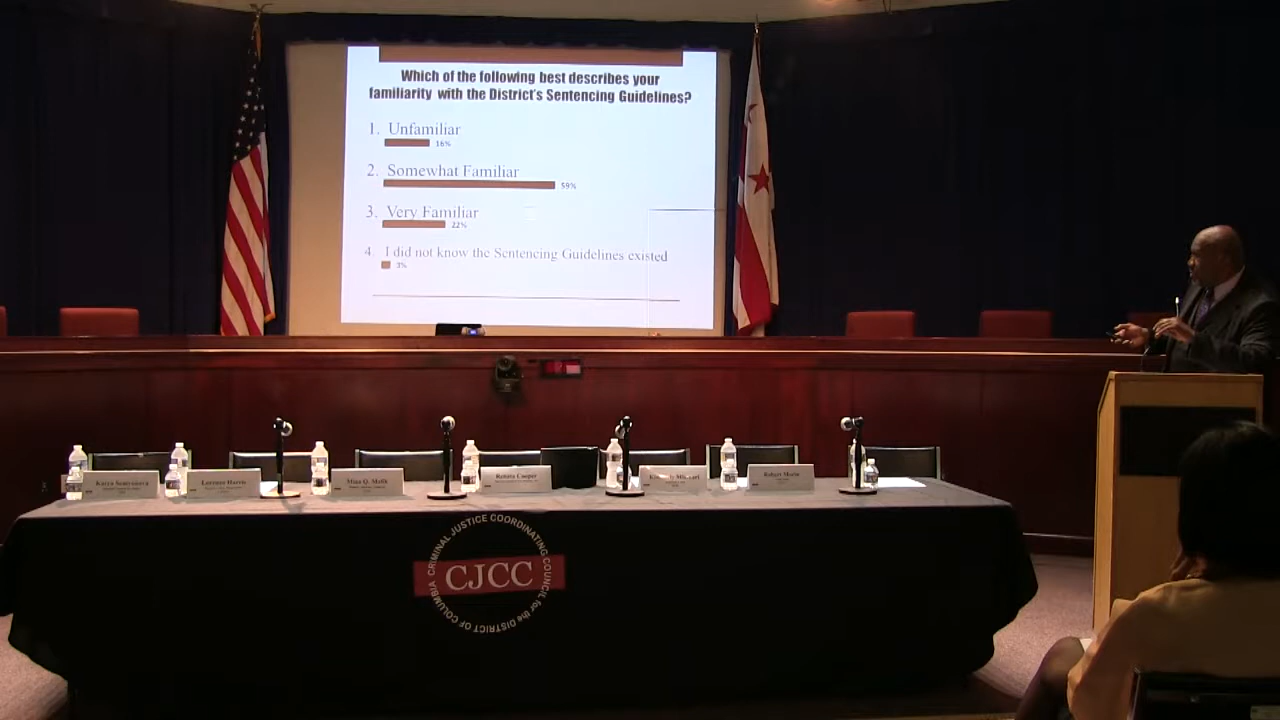 Which of the following best describes your
familiarity with the District's Sentencing Guidelines?
1. Unfamiliar
16%
2. Somewhat Familiar
59%
3. Very Familiar
22%
4. I did not know the Sentencing Guidelines existed
3%
Lorenzo Harris
Mina Q. Malik
Renata Cooper
Robert Morin
CRIMINAL JUSTICE COORDINATING COUNCIL for the DISTRICT OF COLUMBIA
CJCC